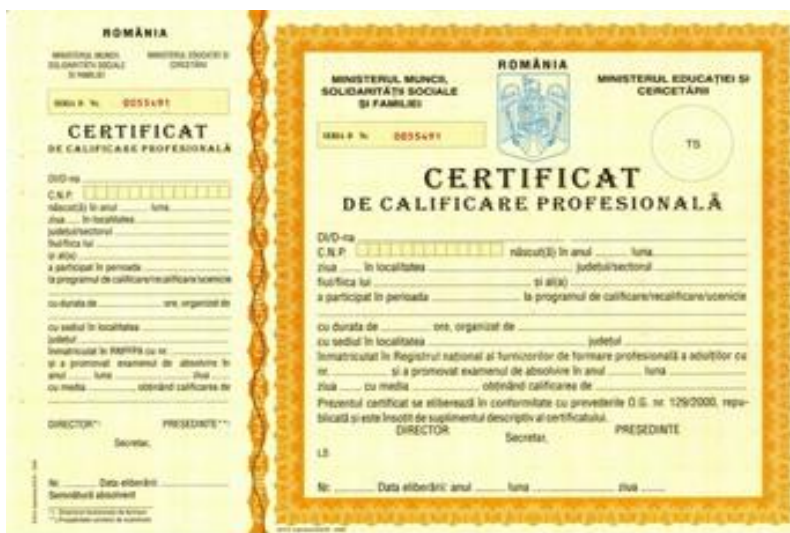 ROMÂNIA
MINISTERUL MUNCII,
SOLIDARITĂȚII SOCIALE
ȘI FAMILIEI
MINISTERUL EDUCAȚIEI ȘI
CERCETĂRII
SERIA B Nr. 0055491
CERTIFICAT
DE CALIFICARE PROFESIONALĂ
Dl/D-na
C.N.P.
născut(ă) în anul luna
ziua în localitatea
județul/sectorul
fiul/fiica lui
și al(a)
a participat în perioada
la programul de calificare/recalificare/ucenicie
cu durata de ore, organizat de
cu sediul în localitatea
județul
înmatriculat în RNFFPA cu nr.
și a promovat examenul de absolvire în
anul luna ziua
cu media obținând calificarea de
DIRECTOR*) PREȘEDINTE**)
Secretar,
Nr. Data eliberării
Semnătură absolvent
ROMÂNIA
MINISTERUL MUNCII,
SOLIDARITĂȚII SOCIALE
ȘI FAMILIEI
MINISTERUL EDUCAȚIEI ȘI
CERCETĂRII
SERIA B Nr. 0055491
TS
CERTIFICAT
DE CALIFICARE PROFESIONALĂ
Dl/D-na
C.N.P. născut(ă) în anul luna
ziua în localitatea județul/sectorul
fiul/fiica lui și al(a)
a participat în perioada la programul de calificare/recalificare/ucenicie
cu durata de ore, organizat de
cu sediul în localitatea județul
înmatriculat în Registrul național al furnizorilor de formare profesională a adulților cu
nr. și a promovat examenul de absolvire în anul luna
ziua cu media obținând calificarea de
Prezentul certificat se eliberează în conformitate cu prevederile O.G. nr. 129/2000, repu-
blicată și este însoțit de suplimentul descriptiv al certificatului.
DIRECTOR PREȘEDINTE
Secretar,
L.S.
Nr. Data eliberării: anul luna ziua